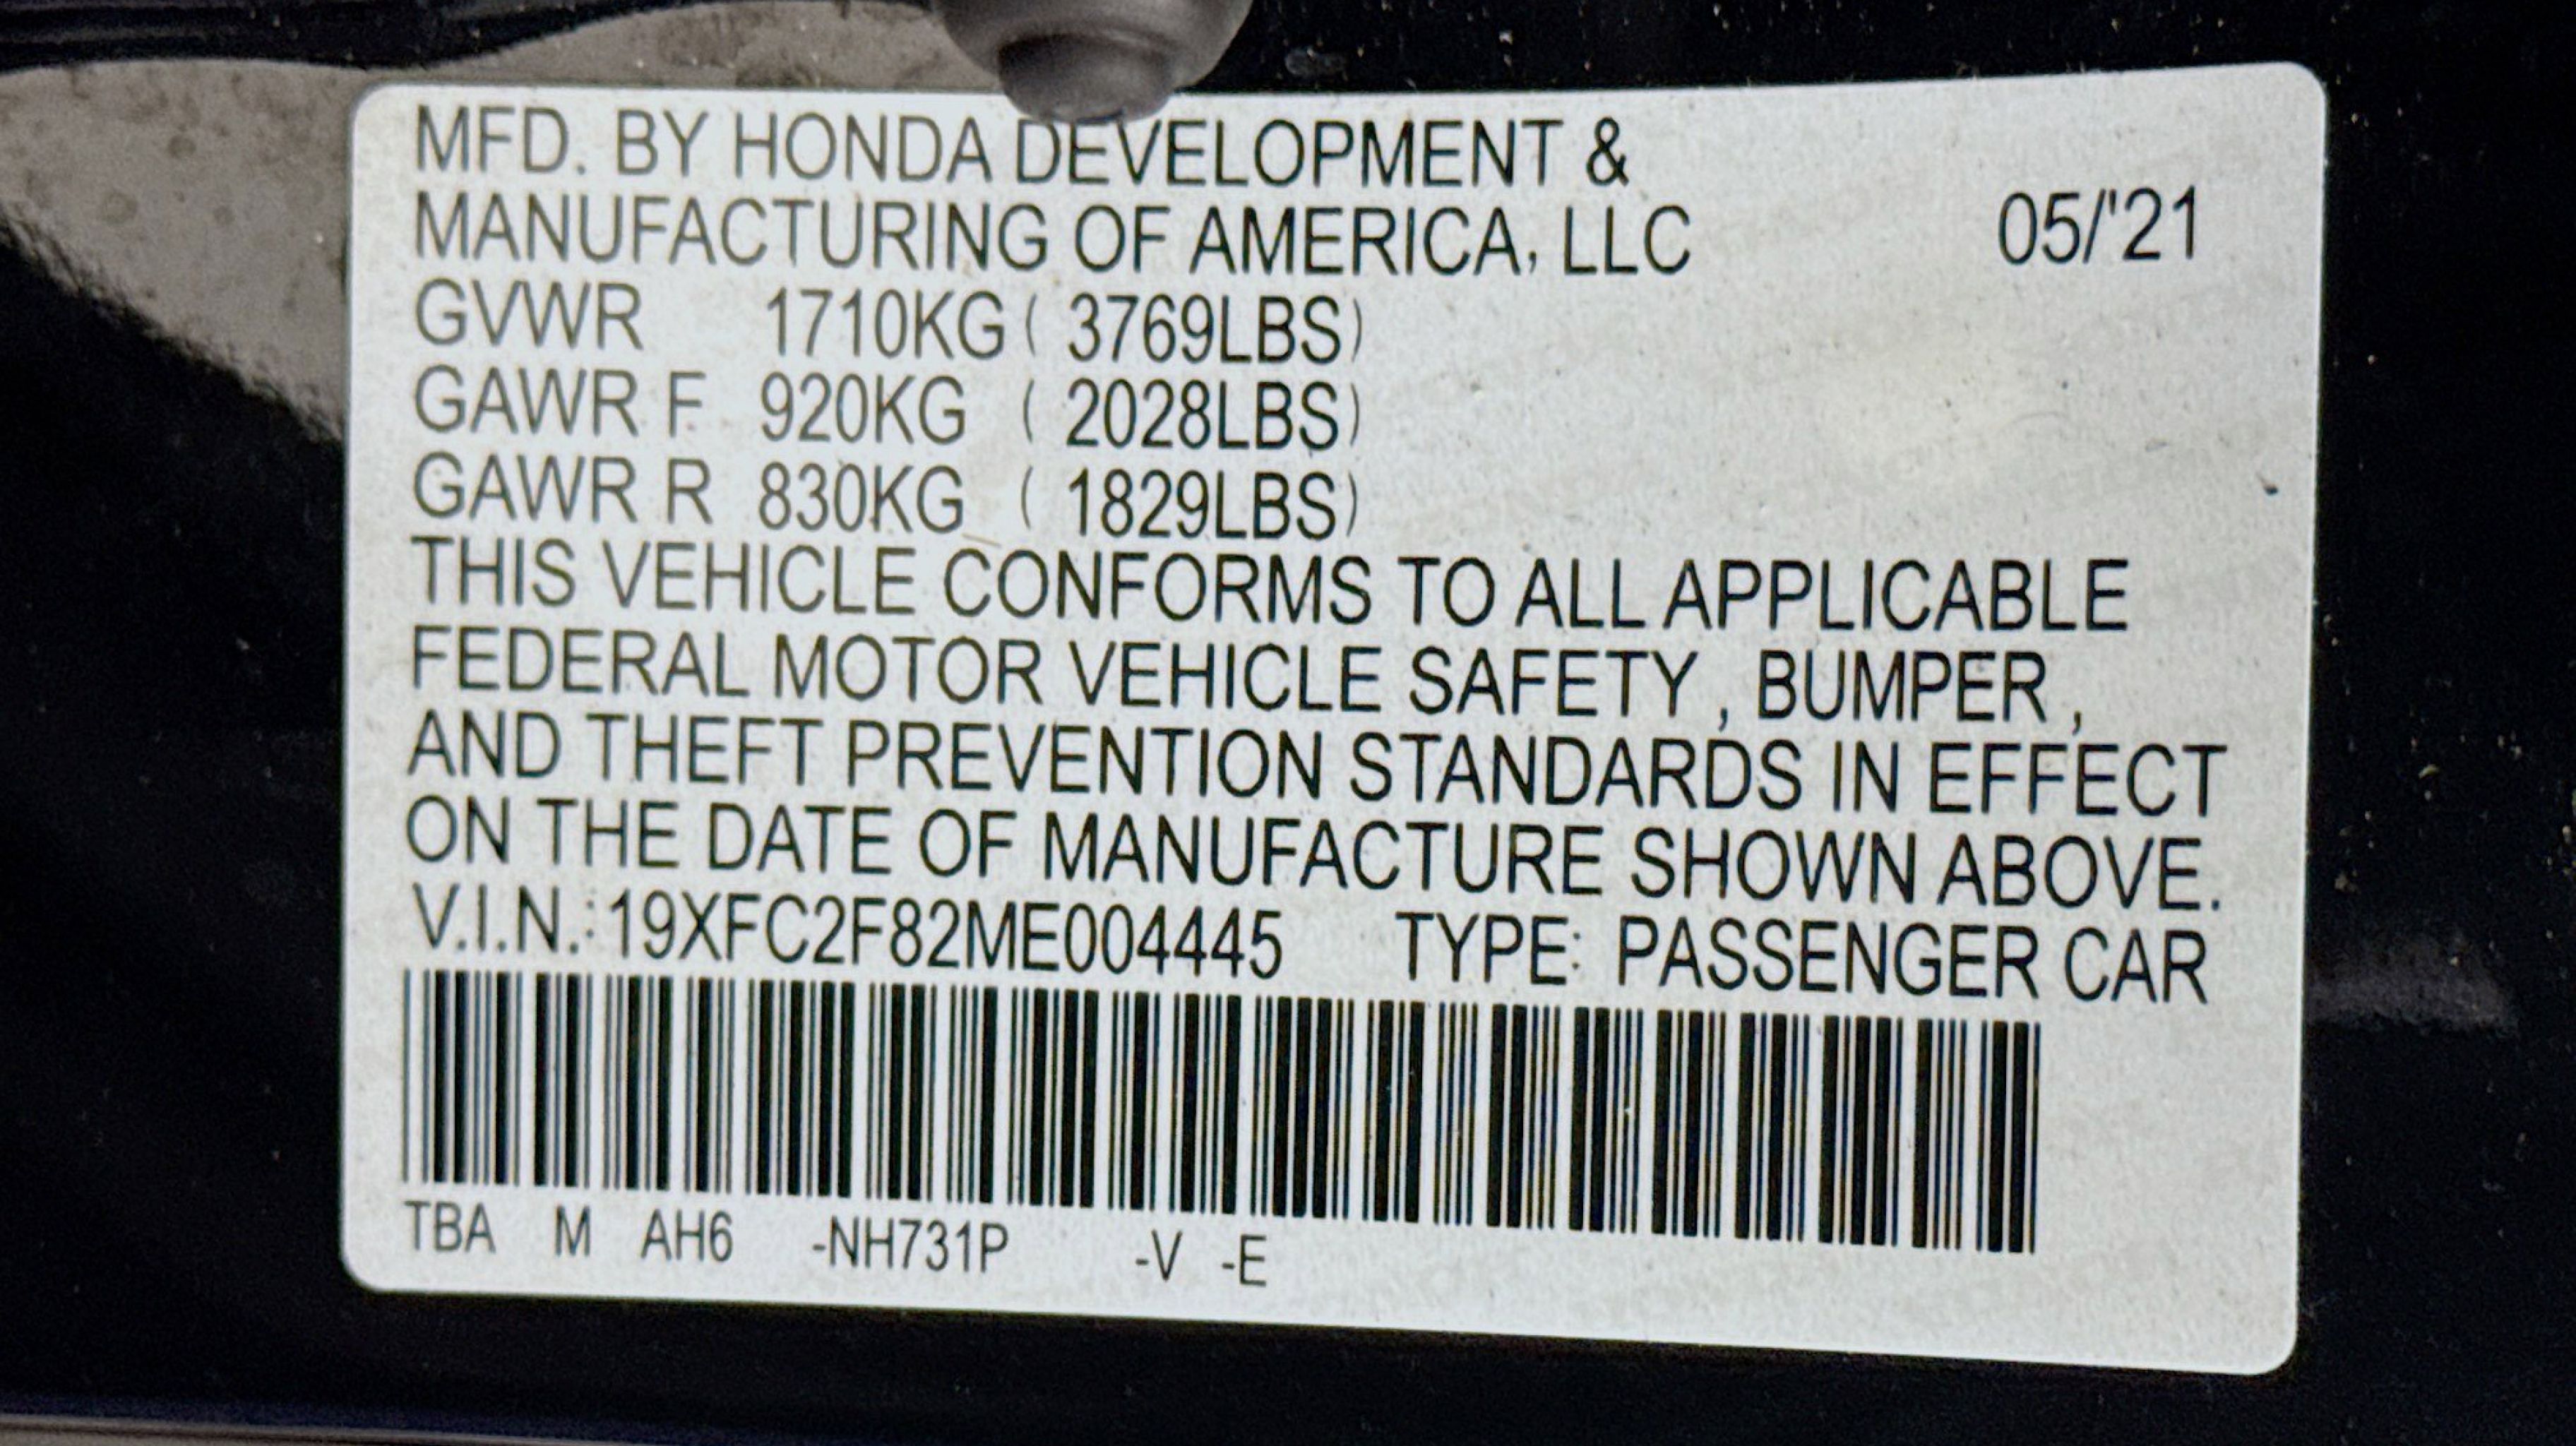 MFD. BY HONDA DEVELOPMENT &
MANUFACTURING OF AMERICA, LLC 05/'21
GVWR 1710KG ( 3769LBS)
GAWR F 920KG ( 2028LBS)
GAWR R 830KG ( 1829LBS)
THIS VEHICLE CONFORMS TO ALL APPLICABLE
FEDERAL MOTOR VEHICLE SAFETY , BUMPER ,
AND THEFT PREVENTION STANDARDS IN EFFECT
ON THE DATE OF MANUFACTURE SHOWN ABOVE.
V.I.N.: 19XFC2F82ME004445 TYPE: PASSENGER CAR
TBA M AH6 -NH731P -V -E